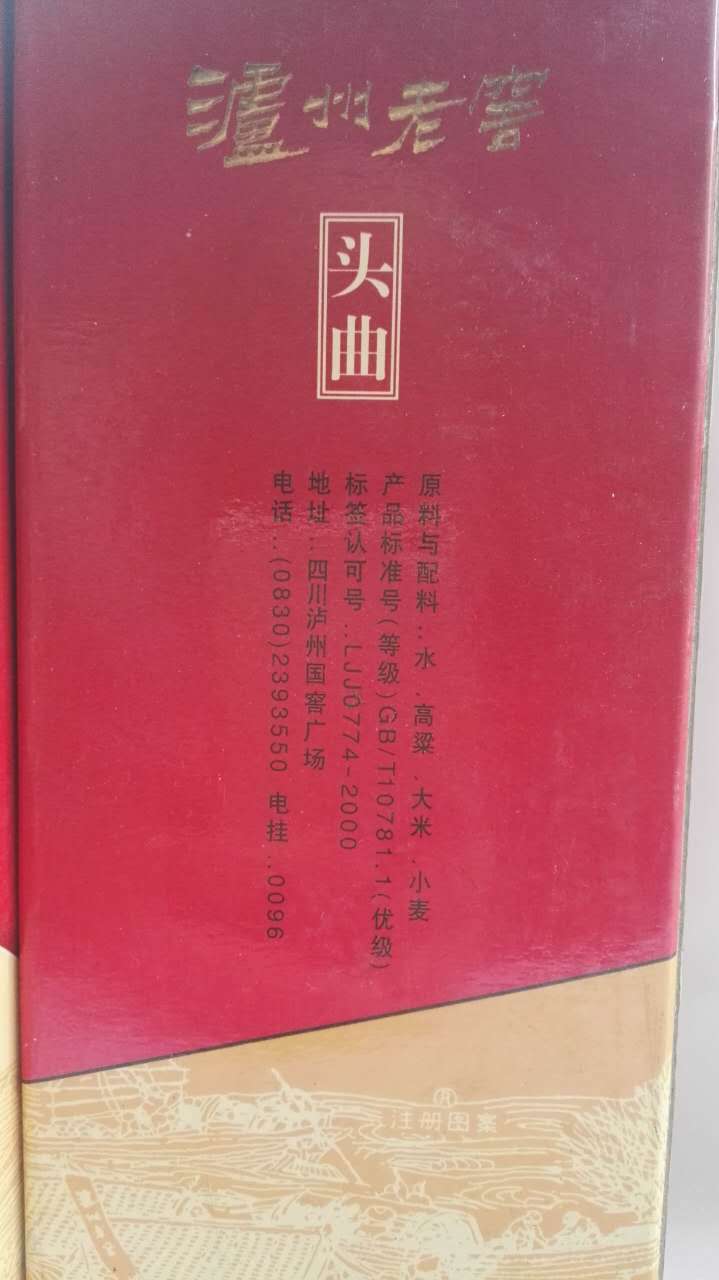 泸州老窖
头曲
原料与配料：水、高粱、大米、小麦
产品标准号(等级)GB/T10781.1(优级)
标签认可号：LJJ0774-2000
地址：四川泸州国窖广场
电话：(0830)2393550 电挂：0096
®
注册图案